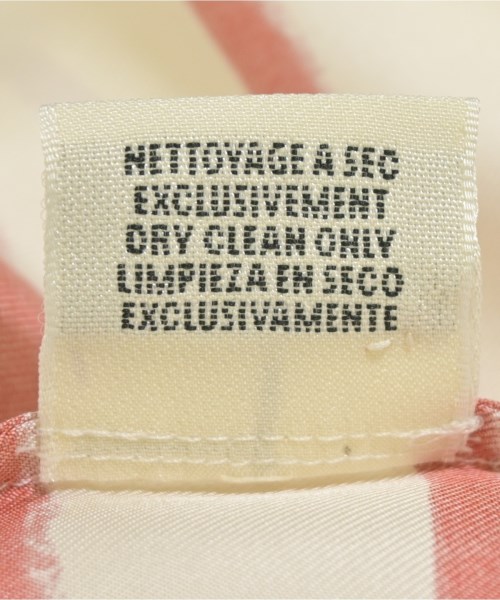 NETTOYAGE A SEC
EXCLUSIVEMENT
DRY CLEAN ONLY
LIMPIEZA EN SECO
EXCLUSIVAMENTE